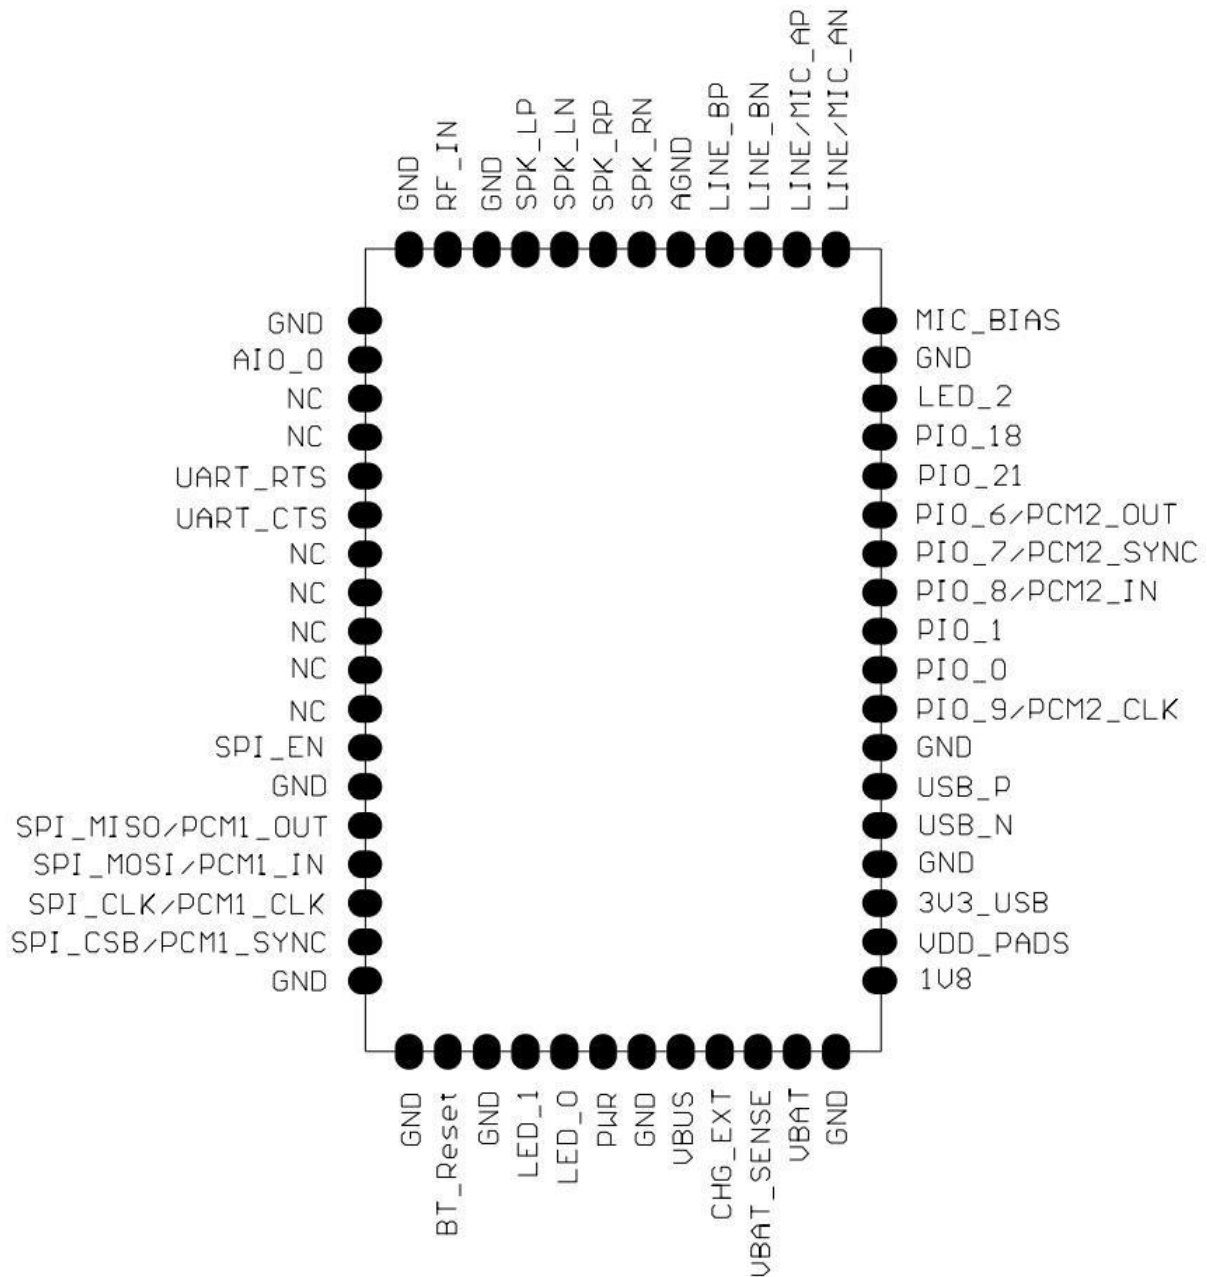 GND
RF_IN
GND
SPK_LP
SPK_LN
SPK_RP
SPK_RN
AGND
LINE_BP
LINE_BN
LINE/MIC_AP
LINE/MIC_AN
GND
AIO_0
NC
NC
UART_RTS
UART_CTS
NC
NC
NC
NC
NC
SPI_EN
GND
SPI_MISO/PCM1_OUT
SPI_MOSI/PCM1_IN
SPI_CLK/PCM1_CLK
SPI_CSB/PCM1_SYNC
GND
MIC_BIAS
GND
LED_2
PIO_18
PIO_21
PIO_6/PCM2_OUT
PIO_7/PCM2_SYNC
PIO_8/PCM2_IN
PIO_1
PIO_0
PIO_9/PCM2_CLK
GND
USB_P
USB_N
GND
3V3_USB
VDD_PADS
1V8
GND
BT_Reset
GND
LED_1
LED_0
PWR
GND
VBUS
CHG_EXT
VBAT_SENSE
VBAT
GND